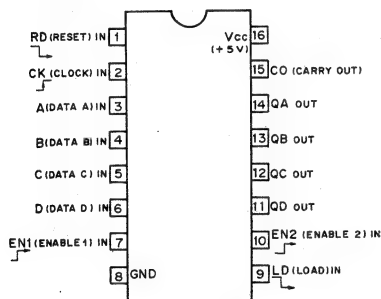 RD (RESET) IN 1
CK (CLOCK) IN 2
A (DATA A) IN 3
B (DATA B) IN 4
C (DATA C) IN 5
D (DATA D) IN 6
EN1 (ENABLE 1) IN 7
8 GND
Vcc 16
(+5V)
15 CO (CARRY OUT)
14 QA OUT
13 QB OUT
12 QC OUT
11 QD OUT
10 EN2 (ENABLE 2) IN
9 LD (LOAD) IN